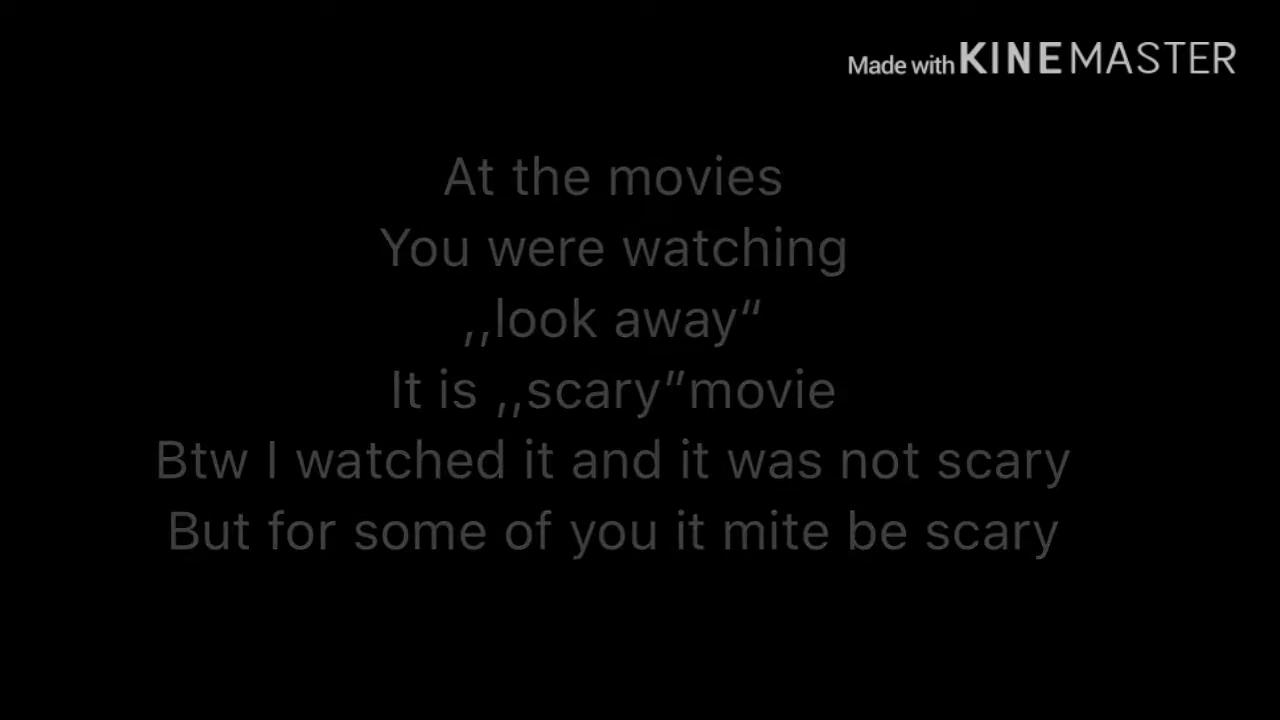 Made with KINEMASTER
At the movies
You were watching
,,look away“
It is ,,scary”movie
Btw I watched it and it was not scary
But for some of you it mite be scary